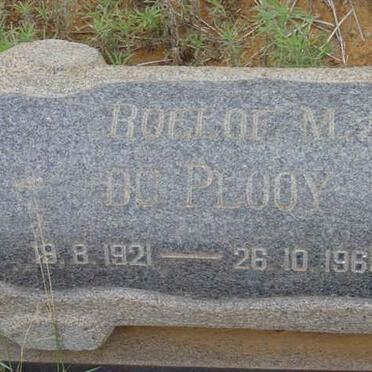 ROELOF M.
DU PLOOY
19.8.1921 — 26.10.196